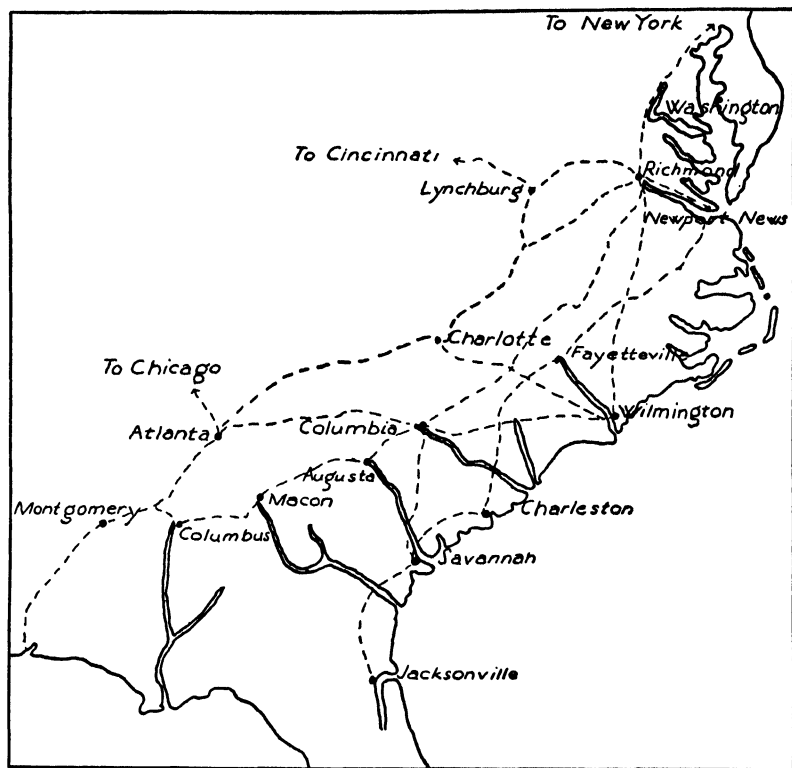 To New York
Washington
To Cincinnati
Richmond
Lynchburg
Newport News
Charlotte
Fayetteville
To Chicago
Wilmington
Atlanta
Columbia
Augusta
Macon
Montgomery
Charleston
Columbus
Savannah
Jacksonville